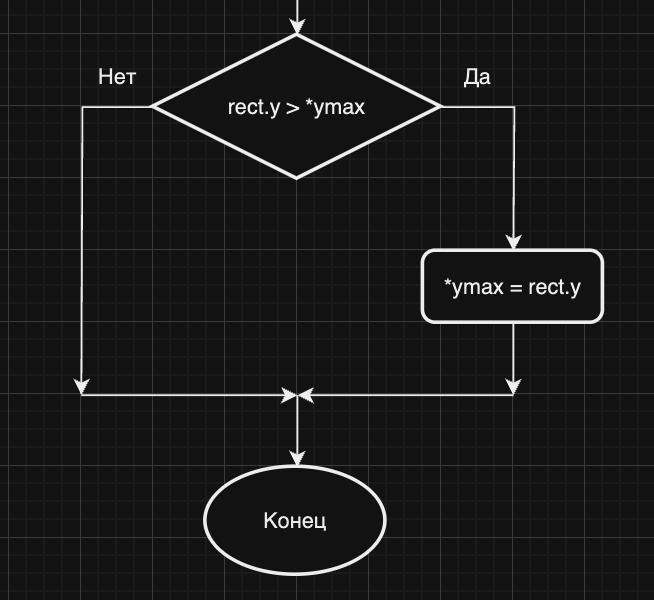 Нет
Да
rect.y > *ymax
*ymax = rect.y
Конец